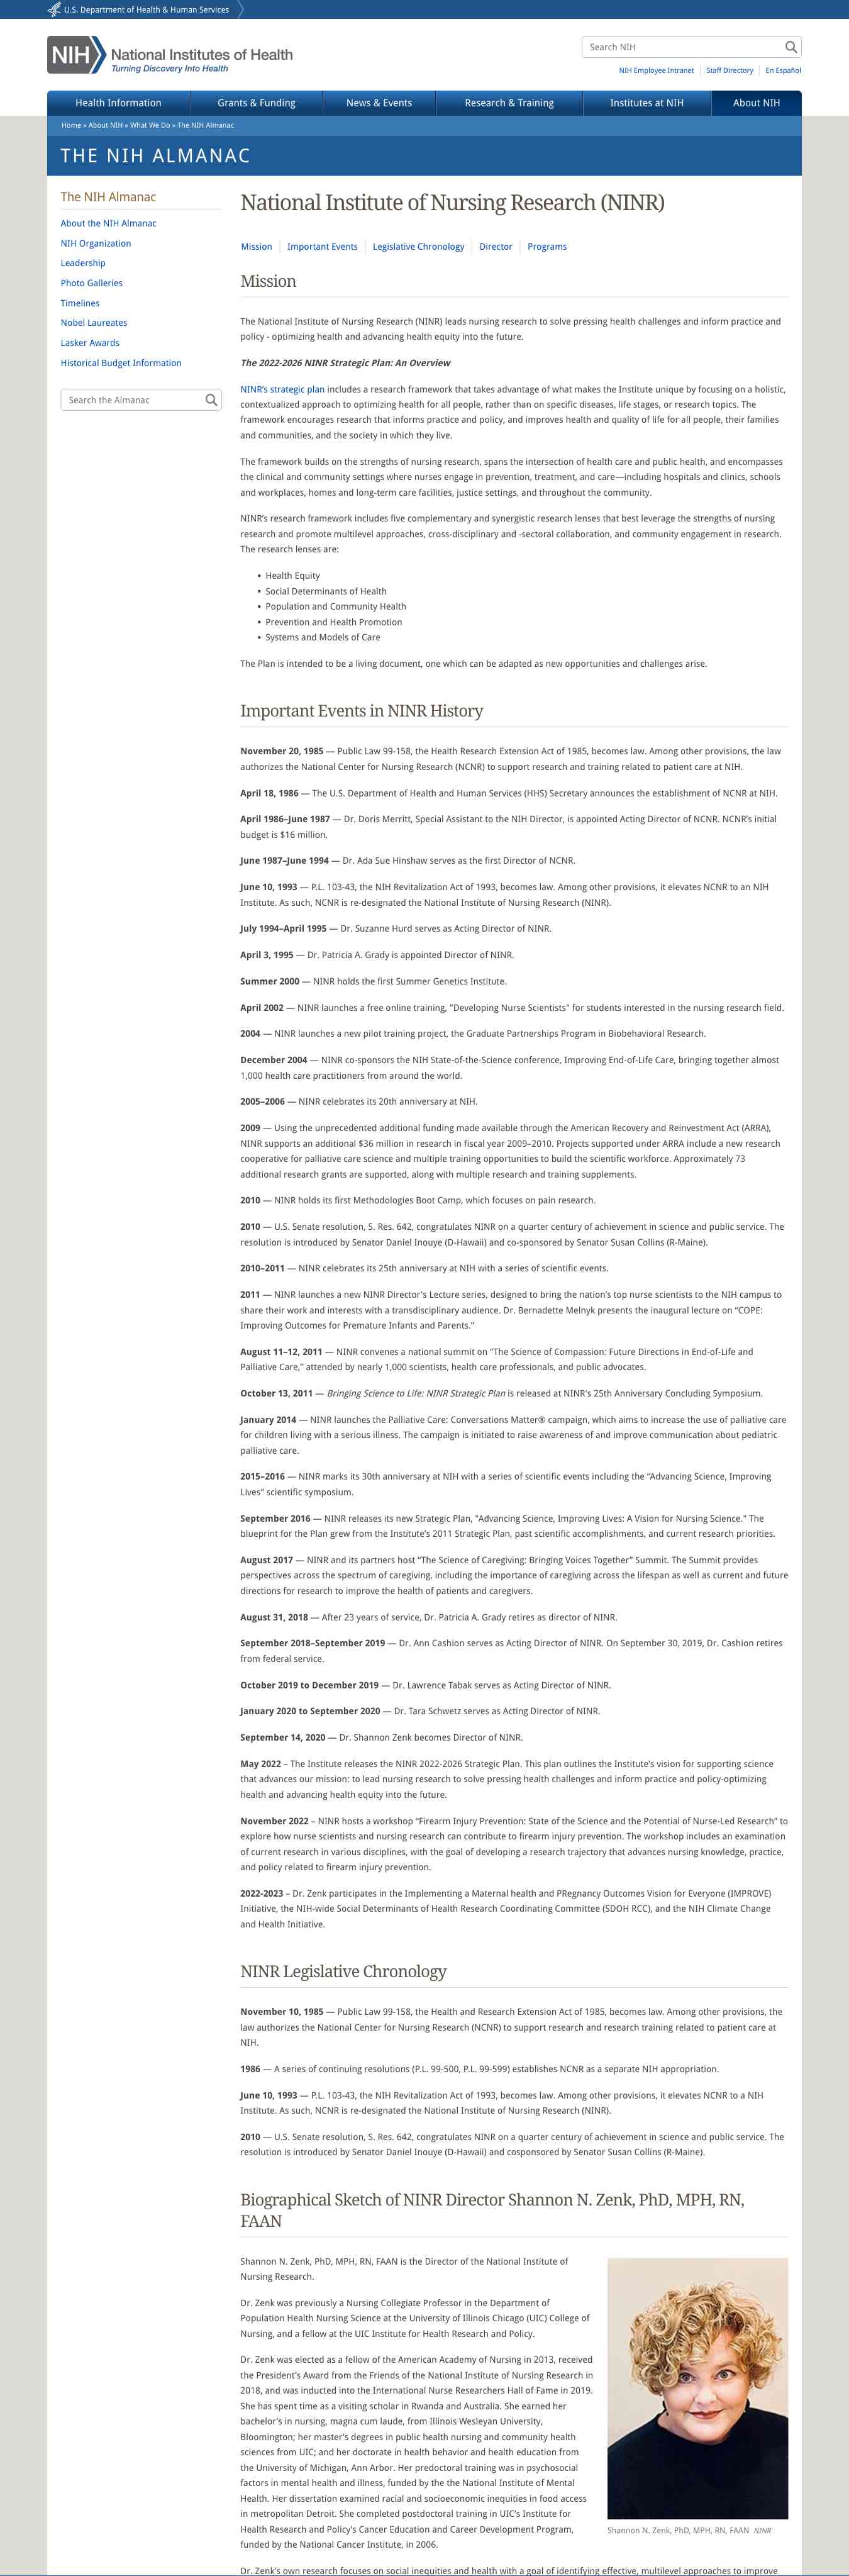 U.S. Department of Health & Human Services
NIH
National Institutes of Health
Turning Discovery Into Health
Search NIH
NIH Employee Intranet
Staff Directory
En Español
Health Information
Grants & Funding
News & Events
Research & Training
Institutes at NIH
About NIH
Home » About NIH » What We Do » The NIH Almanac
THE NIH ALMANAC
The NIH Almanac
About the NIH Almanac
NIH Organization
Leadership
Photo Galleries
Timelines
Nobel Laureates
Lasker Awards
Historical Budget Information
Search the Almanac
National Institute of Nursing Research (NINR)
Mission
Important Events
Legislative Chronology
Director
Programs
Mission
The National Institute of Nursing Research (NINR) leads nursing research to solve pressing health challenges and inform practice and
policy - optimizing health and advancing health equity into the future.
The 2022-2026 NINR Strategic Plan: An Overview
NINR's strategic plan includes a research framework that takes advantage of what makes the Institute unique by focusing on a holistic,
contextualized approach to optimizing health for all people, rather than on specific diseases, life stages, or research topics. The
framework encourages research that informs practice and policy, and improves health and quality of life for all people, their families
and communities, and the society in which they live.
The framework builds on the strengths of nursing research, spans the intersection of health care and public health, and encompasses
the clinical and community settings where nurses engage in prevention, treatment, and care—including hospitals and clinics, schools
and workplaces, homes and long-term care facilities, justice settings, and throughout the community.
NINR's research framework includes five complementary and synergistic research lenses that best leverage the strengths of nursing
research and promote multilevel approaches, cross-disciplinary and -sectoral collaboration, and community engagement in research.
The research lenses are:
• Health Equity
• Social Determinants of Health
• Population and Community Health
• Prevention and Health Promotion
• Systems and Models of Care
The Plan is intended to be a living document, one which can be adapted as new opportunities and challenges arise.
Important Events in NINR History
November 20, 1985 — Public Law 99-158, the Health Research Extension Act of 1985, becomes law. Among other provisions, the law
authorizes the National Center for Nursing Research (NCNR) to support research and training related to patient care at NIH.
April 18, 1986 — The U.S. Department of Health and Human Services (HHS) Secretary announces the establishment of NCNR at NIH.
April 1986–June 1987 — Dr. Doris Merritt, Special Assistant to the NIH Director, is appointed Acting Director of NCNR. NCNR's initial
budget is $16 million.
June 1987–June 1994 — Dr. Ada Sue Hinshaw serves as the first Director of NCNR.
June 10, 1993 — P.L. 103-43, the NIH Revitalization Act of 1993, becomes law. Among other provisions, it elevates NCNR to an NIH
Institute. As such, NCNR is re-designated the National Institute of Nursing Research (NINR).
July 1994–April 1995 — Dr. Suzanne Hurd serves as Acting Director of NINR.
April 3, 1995 — Dr. Patricia A. Grady is appointed Director of NINR.
Summer 2000 — NINR holds the first Summer Genetics Institute.
April 2002 — NINR launches a free online training, "Developing Nurse Scientists" for students interested in the nursing research field.
2004 — NINR launches a new pilot training project, the Graduate Partnerships Program in Biobehavioral Research.
December 2004 — NINR co-sponsors the NIH State-of-the-Science conference, Improving End-of-Life Care, bringing together almost
1,000 health care practitioners from around the world.
2005–2006 — NINR celebrates its 20th anniversary at NIH.
2009 — Using the unprecedented additional funding made available through the American Recovery and Reinvestment Act (ARRA),
NINR supports an additional $36 million in research in fiscal year 2009–2010. Projects supported under ARRA include a new research
cooperative for palliative care science and multiple training opportunities to build the scientific workforce. Approximately 73
additional research grants are supported, along with multiple research and training supplements.
2010 — NINR holds its first Methodologies Boot Camp, which focuses on pain research.
2010 — U.S. Senate resolution, S. Res. 642, congratulates NINR on a quarter century of achievement in science and public service. The
resolution is introduced by Senator Daniel Inouye (D-Hawaii) and co-sponsored by Senator Susan Collins (R-Maine).
2010–2011 — NINR celebrates its 25th anniversary at NIH with a series of scientific events.
2011 — NINR launches a new NINR Director's Lecture series, designed to bring the nation's top nurse scientists to the NIH campus to
share their work and interests with a transdisciplinary audience. Dr. Bernadette Melnyk presents the inaugural lecture on "COPE:
Improving Outcomes for Premature Infants and Parents."
August 11–12, 2011 — NINR convenes a national summit on "The Science of Compassion: Future Directions in End-of-Life and
Palliative Care," attended by nearly 1,000 scientists, health care professionals, and public advocates.
October 13, 2011 — Bringing Science to Life: NINR Strategic Plan is released at NINR's 25th Anniversary Concluding Symposium.
January 2014 — NINR launches the Palliative Care: Conversations Matter® campaign, which aims to increase the use of palliative care
for children living with a serious illness. The campaign is initiated to raise awareness of and improve communication about pediatric
palliative care.
2015–2016 — NINR marks its 30th anniversary at NIH with a series of scientific events including the "Advancing Science, Improving
Lives" scientific symposium.
September 2016 — NINR releases its new Strategic Plan, "Advancing Science, Improving Lives: A Vision for Nursing Science." The
blueprint for the Plan grew from the Institute's 2011 Strategic Plan, past scientific accomplishments, and current research priorities.
August 2017 — NINR and its partners host "The Science of Caregiving: Bringing Voices Together" Summit. The Summit provides
perspectives across the spectrum of caregiving, including the importance of caregiving across the lifespan as well as current and future
directions for research to improve the health of patients and caregivers.
August 31, 2018 — After 23 years of service, Dr. Patricia A. Grady retires as director of NINR.
September 2018–September 2019 — Dr. Ann Cashion serves as Acting Director of NINR. On September 30, 2019, Dr. Cashion retires
from federal service.
October 2019 to December 2019 — Dr. Lawrence Tabak serves as Acting Director of NINR.
January 2020 to September 2020 — Dr. Tara Schwetz serves as Acting Director of NINR.
September 14, 2020 — Dr. Shannon Zenk becomes Director of NINR.
May 2022 – The Institute releases the NINR 2022-2026 Strategic Plan. This plan outlines the Institute's vision for supporting science
that advances our mission: to lead nursing research to solve pressing health challenges and inform practice and policy-optimizing
health and advancing health equity into the future.
November 2022 – NINR hosts a workshop "Firearm Injury Prevention: State of the Science and the Potential of Nurse-Led Research" to
explore how nurse scientists and nursing research can contribute to firearm injury prevention. The workshop includes an examination
of current research in various disciplines, with the goal of developing a research trajectory that advances nursing knowledge, practice,
and policy related to firearm injury prevention.
2022-2023 – Dr. Zenk participates in the Implementing a Maternal health and PRegnancy Outcomes Vision for Everyone (IMPROVE)
Initiative, the NIH-wide Social Determinants of Health Research Coordinating Committee (SDOH RCC), and the NIH Climate Change
and Health Initiative.
NINR Legislative Chronology
November 10, 1985 — Public Law 99-158, the Health and Research Extension Act of 1985, becomes law. Among other provisions, the
law authorizes the National Center for Nursing Research (NCNR) to support research and research training related to patient care at
NIH.
1986 — A series of continuing resolutions (P.L. 99-500, P.L. 99-599) establishes NCNR as a separate NIH appropriation.
June 10, 1993 — P.L. 103-43, the NIH Revitalization Act of 1993, becomes law. Among other provisions, it elevates NCNR to a NIH
Institute. As such, NCNR is re-designated the National Institute of Nursing Research (NINR).
2010 — U.S. Senate resolution, S. Res. 642, congratulates NINR on a quarter century of achievement in science and public service. The
resolution is introduced by Senator Daniel Inouye (D-Hawaii) and cosponsored by Senator Susan Collins (R-Maine).
Biographical Sketch of NINR Director Shannon N. Zenk, PhD, MPH, RN,
FAAN
Shannon N. Zenk, PhD, MPH, RN, FAAN is the Director of the National Institute of
Nursing Research.
Dr. Zenk was previously a Nursing Collegiate Professor in the Department of
Population Health Nursing Science at the University of Illinois Chicago (UIC) College of
Nursing, and a fellow at the UIC Institute for Health Research and Policy.
Dr. Zenk was elected as a fellow of the American Academy of Nursing in 2013, received
the President's Award from the Friends of the National Institute of Nursing Research in
2018, and was inducted into the International Nurse Researchers Hall of Fame in 2019.
She has spent time as a visiting scholar in Rwanda and Australia. She earned her
bachelor's in nursing, magna cum laude, from Illinois Wesleyan University,
Bloomington; her master's degrees in public health nursing and community health
sciences from UIC; and her doctorate in health behavior and health education from
the University of Michigan, Ann Arbor. Her predoctoral training was in psychosocial
factors in mental health and illness, funded by the the National Institute of Mental
Health. Her dissertation examined racial and socioeconomic inequities in food access
in metropolitan Detroit. She completed postdoctoral training in UIC's Institute for
Health Research and Policy's Cancer Education and Career Development Program,
funded by the National Cancer Institute, in 2006.
Shannon N. Zenk, PhD, MPH, RN, FAAN NINR
Dr. Zenk's own research focuses on social inequities and health with a goal of identifying effective, multilevel approaches to improve